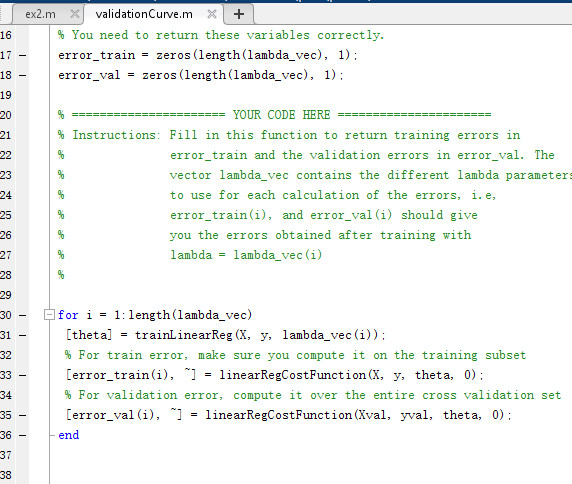 ex2.m × validationCurve.m × +
16 % You need to return these variables correctly.
17 – error_train = zeros(length(lambda_vec), 1);
18 – error_val = zeros(length(lambda_vec), 1);
19
20 % ====================== YOUR CODE HERE ======================
21 % Instructions: Fill in this function to return training errors in
22 % error_train and the validation errors in error_val. The
23 % vector lambda_vec contains the different lambda parameters
24 % to use for each calculation of the errors, i.e,
25 % error_train(i), and error_val(i) should give
26 % you the errors obtained after training with
27 % lambda = lambda_vec(i)
28 %
29
30 – for i = 1:length(lambda_vec)
31 – [theta] = trainLinearReg(X, y, lambda_vec(i));
32 % For train error, make sure you compute it on the training subset
33 – [error_train(i), ~] = linearRegCostFunction(X, y, theta, 0);
34 % For validation error, compute it over the entire cross validation set
35 – [error_val(i), ~] = linearRegCostFunction(Xval, yval, theta, 0);
36 – end
37
38